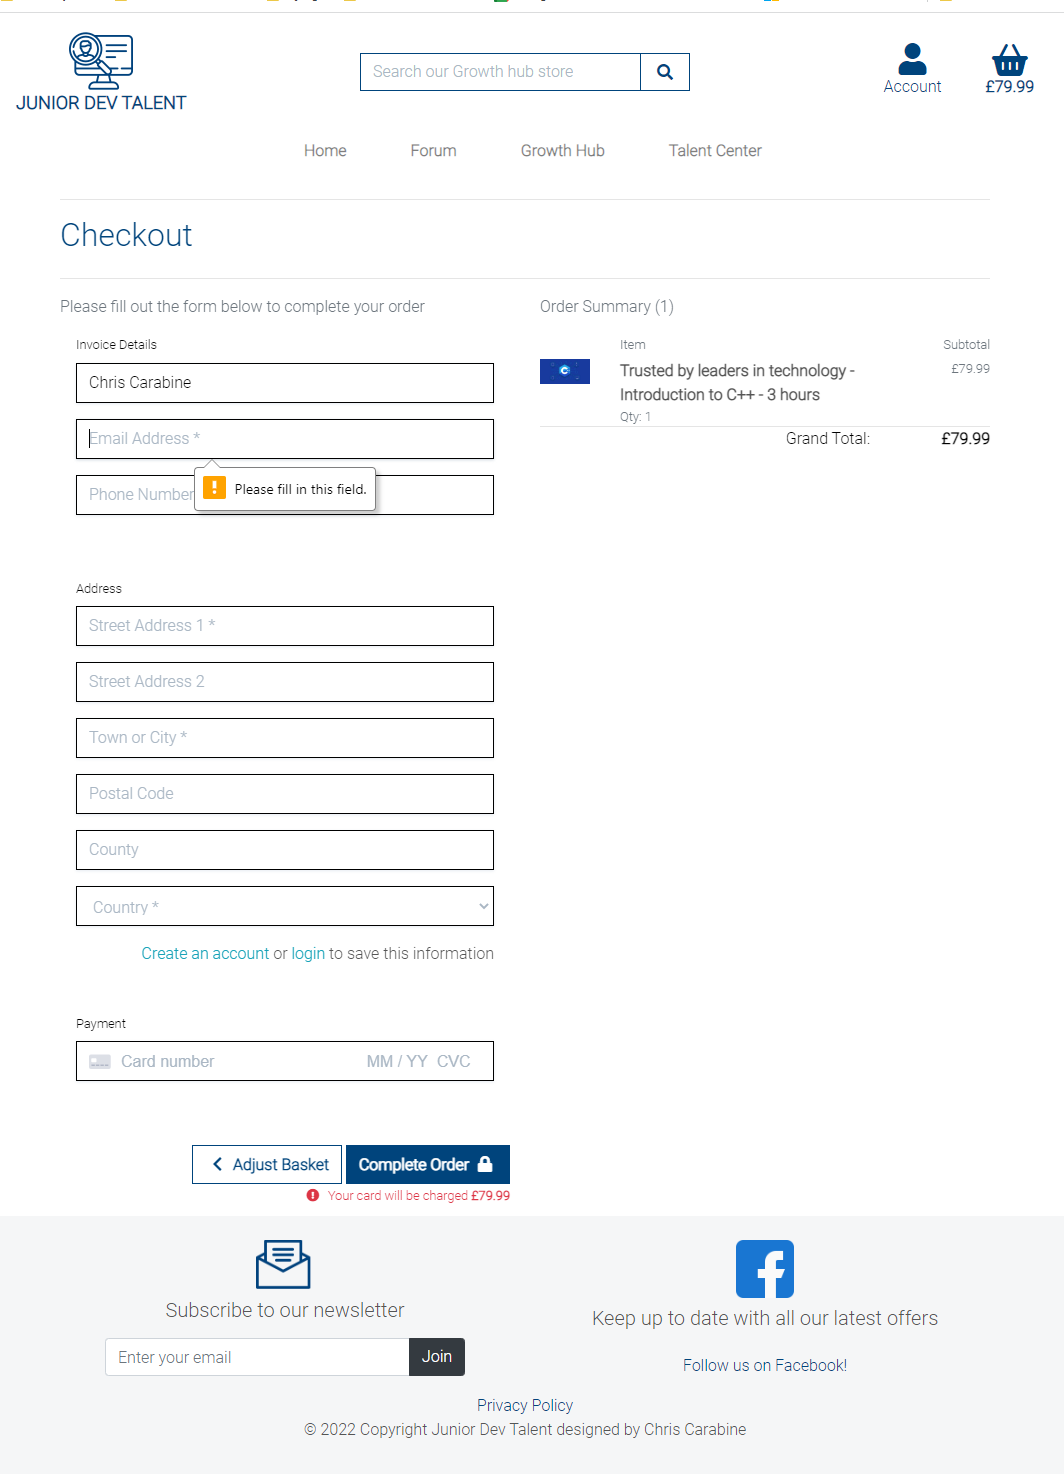 JUNIOR DEV TALENT
Search our Growth hub store
Account
£79.99
Home Forum Growth Hub Talent Center
Checkout
Please fill out the form below to complete your order
Invoice Details
Chris Carabine
Email Address *
Please fill in this field.
Phone Number
Address
Street Address 1 *
Street Address 2
Town or City *
Postal Code
County
Country *
Create an account or login to save this information
Payment
Card number MM / YY CVC
Adjust Basket Complete Order
Your card will be charged £79.99
Order Summary (1)
Item Subtotal
Trusted by leaders in technology - £79.99
Introduction to C++ - 3 hours
Qty: 1
Grand Total: £79.99
Subscribe to our newsletter
Enter your email Join
Keep up to date with all our latest offers
Follow us on Facebook!
Privacy Policy
© 2022 Copyright Junior Dev Talent designed by Chris Carabine